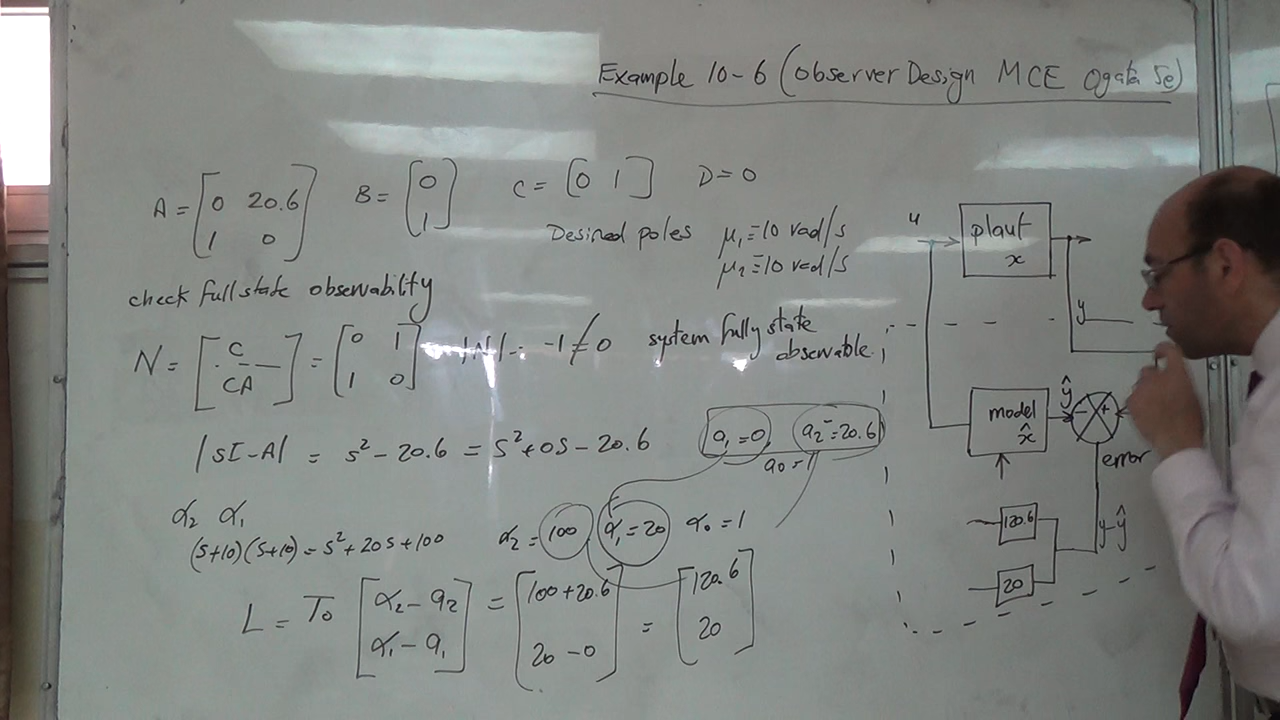 Example 10-6 (Observer Design MCE Ogata 5e)
A = [0 20.6
1 0] B = [0
1] C = [0 1] D = 0
Desired poles μ₁ = 10 rad/s
μ₂ = 10 rad/s
check full state observability
N = [C
CA] = [0 1
1 0] |N| = -1 ≠ 0 system fully state
observable.
|SI-A| = s² - 20.6 = s² + 0s - 20.6 a₁ = 0, a₂ = -20.6
a₀ = 1
α₂ α₁
(s+10)(s+10) = s² + 20s + 100 α₂ = 100 α₁ = 20 α₀ = 1
L = To [α₂ - a₂
α₁ - a₁] = [100+20.6
20 - 0] = [120.6
20]
u
plant
x
y
model
x̂
ŷ
- +
error
y-ŷ
120.6
20